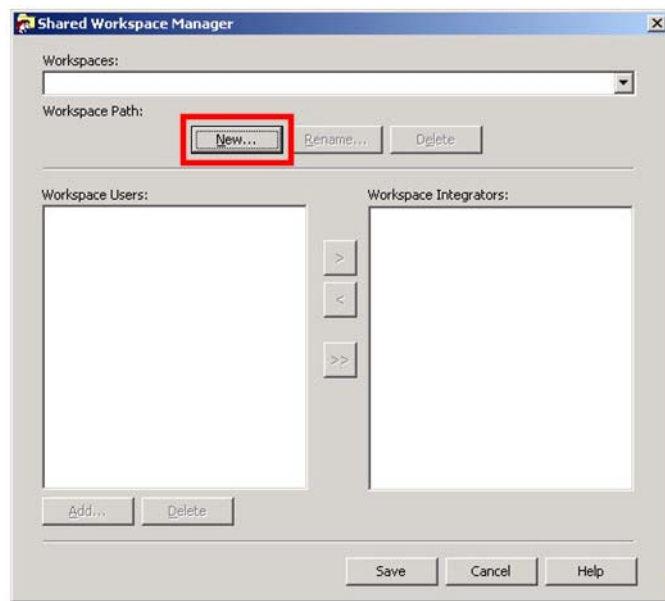 Shared Workspace Manager
Workspaces:
Workspace Path:
New... Rename... Delete
Workspace Users: Workspace Integrators:
>
<
>>
Add... Delete
Save Cancel Help